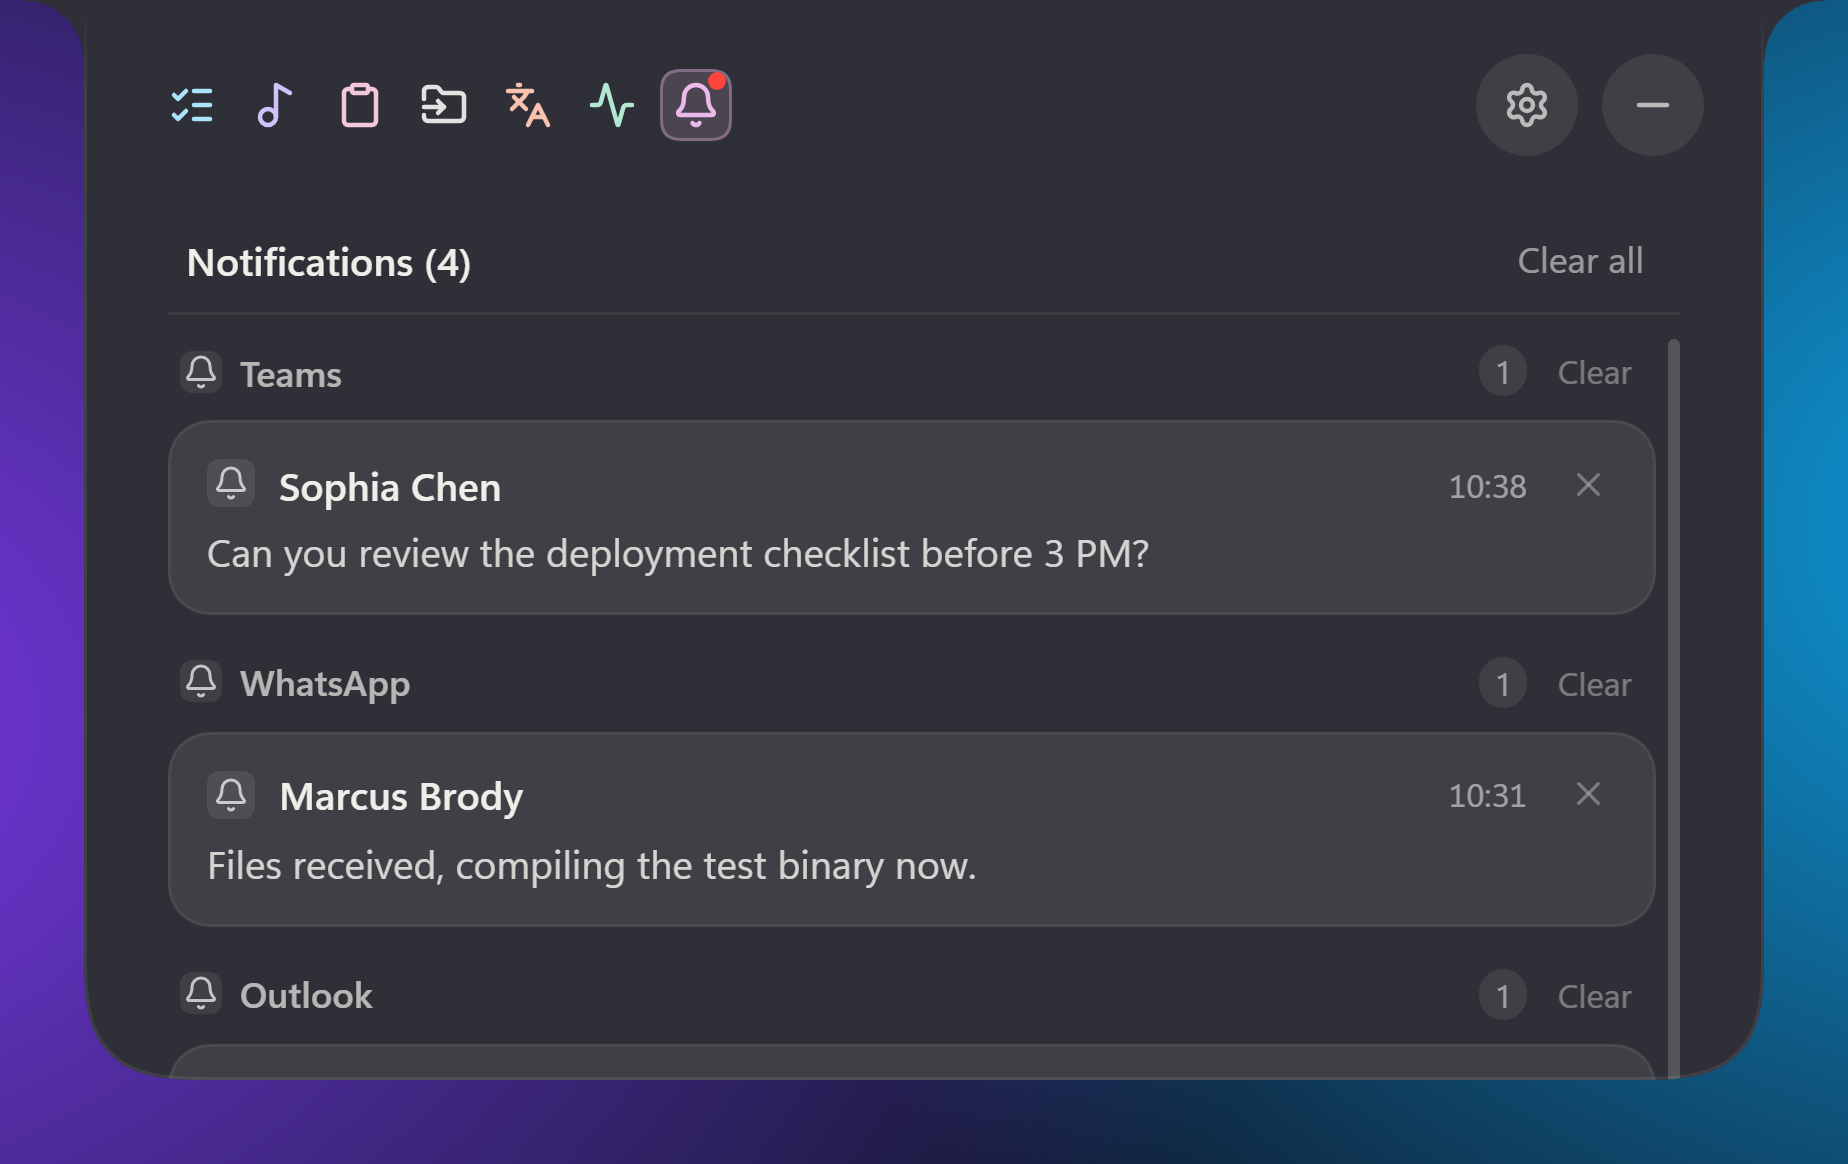 Notifications (4)
Clear all
Teams
1
Clear
Sophia Chen
10:38
Can you review the deployment checklist before 3 PM?
WhatsApp
1
Clear
Marcus Brody
10:31
Files received, compiling the test binary now.
Outlook
1
Clear